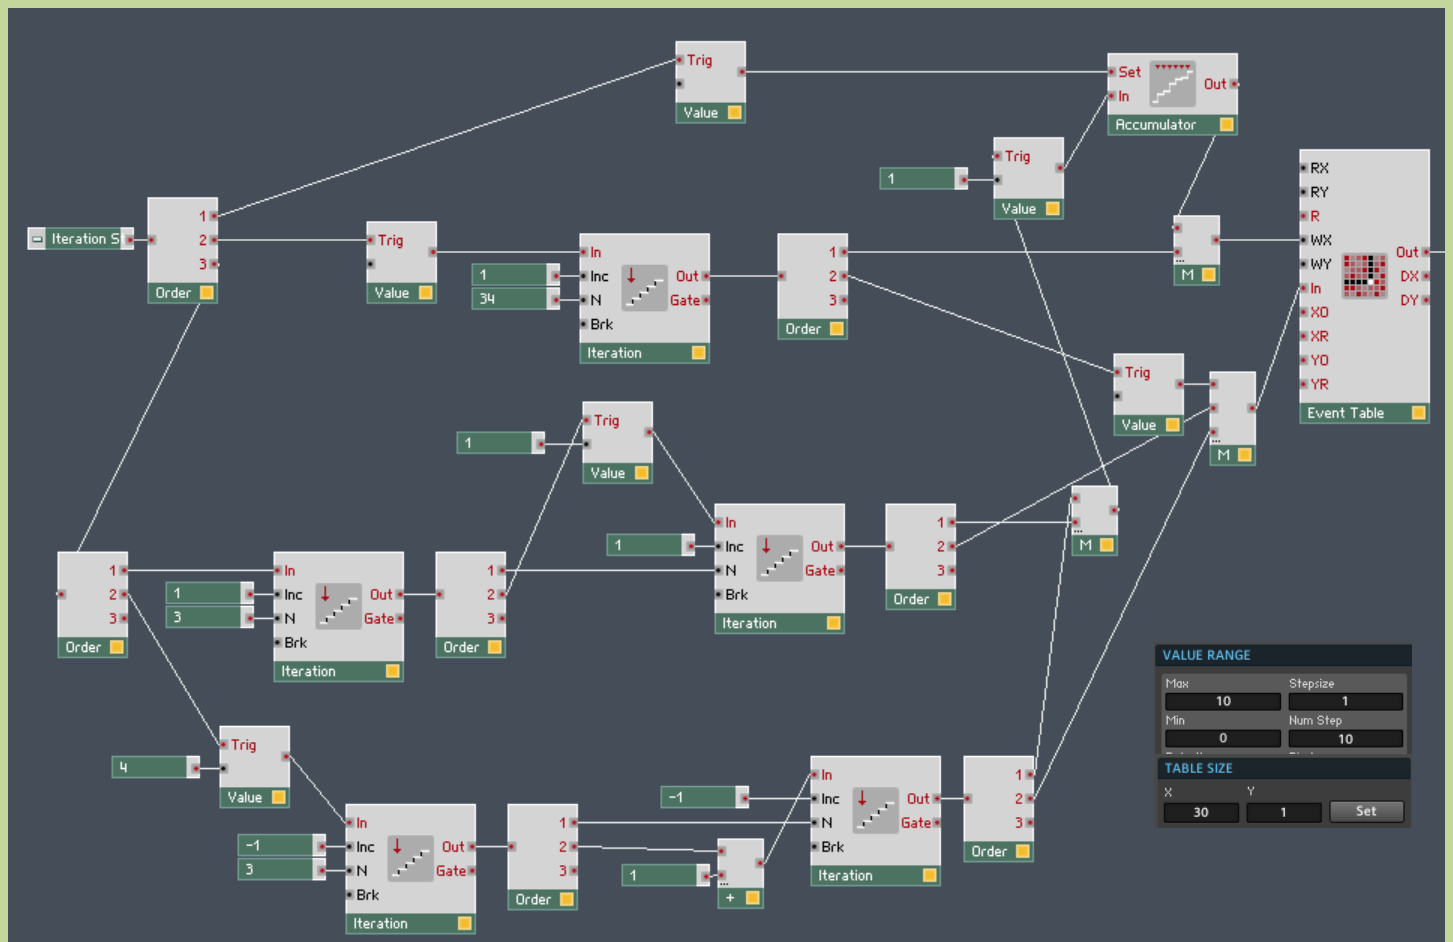 Trig
Value
Set
In
Out
Accumulator
1
Trig
Value
Iteration S
1
2
3
Order
Trig
Value
In
Inc
N
Brk
1
34
Out
Gate
Iteration
1
2
3
Order
...
M
RX
RY
R
WX
WY
In
XO
XR
YO
YR
Out
DX
DY
Event Table
Trig
Value
...
M
1
Trig
Value
1
In
Inc
N
Brk
Out
Gate
Iteration
1
2
3
Order
...
M
1
2
3
Order
1
3
In
Inc
N
Brk
Out
Gate
Iteration
1
2
3
Order
4
Trig
Value
-1
3
In
Inc
N
Brk
Out
Gate
Iteration
1
2
3
Order
1
...
+
-1
In
Inc
N
Brk
Out
Gate
Iteration
1
2
3
Order
VALUE RANGE
Max Stepsize
10 1
Min Num Step
0 10
TABLE SIZE
X Y
30 1 Set